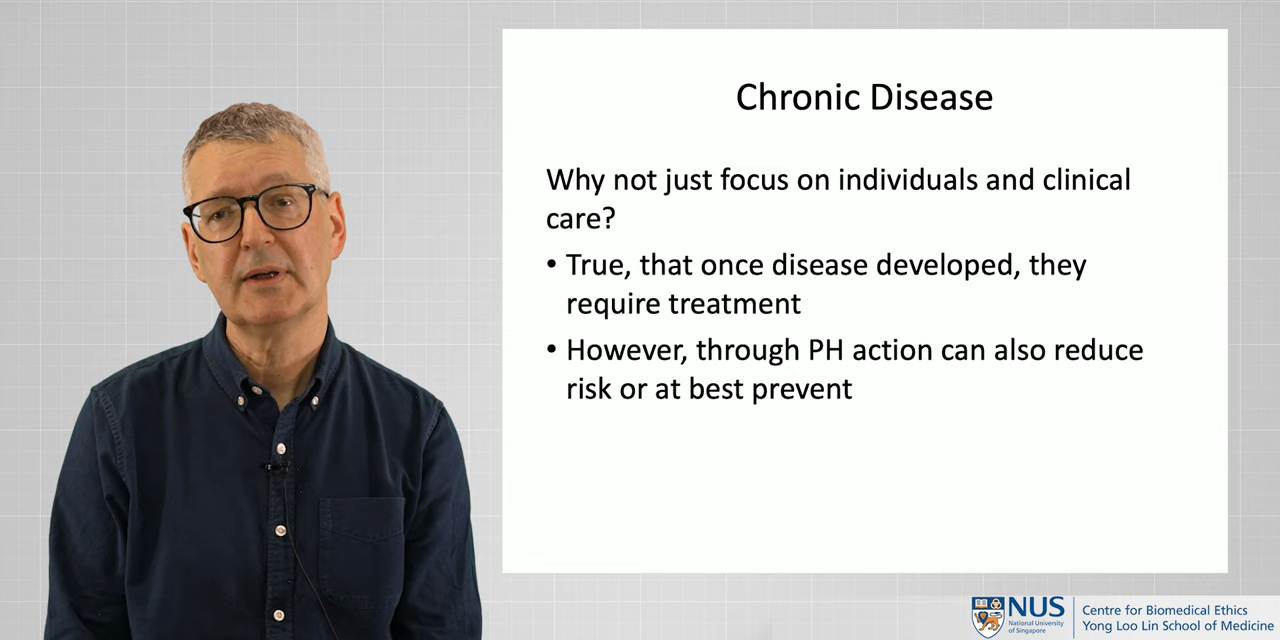 Chronic Disease
Why not just focus on individuals and clinical
care?
• True, that once disease developed, they
require treatment
• However, through PH action can also reduce
risk or at best prevent
NUS
National University
of Singapore
Centre for Biomedical Ethics
Yong Loo Lin School of Medicine